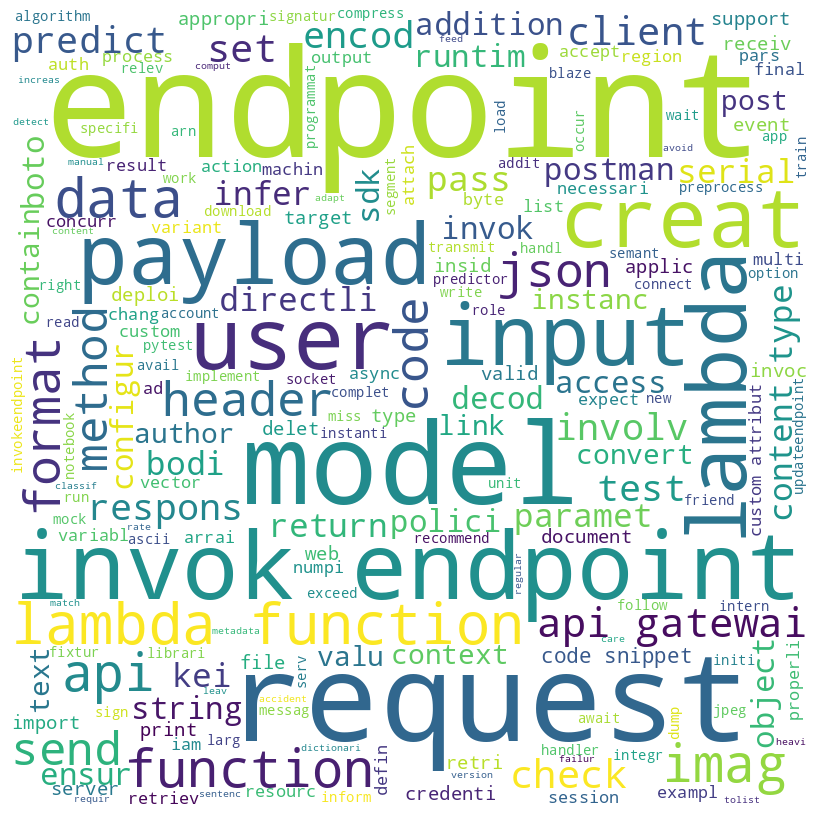 algorithm
appropri
signatur
compress
predict
auth
process
relev
set
comput
encod
output
programmat
addition
feed
runtim
client
accept
region
support
receiv
pars
final
increas
endpoint
blaze
load
occur
post
wait
app
event
train
detect
specifi
arn
avoid
manual
result
work
action
machin
addit
postman
serial
contain
boto
concurr
data
infer
download
target
adapt
sdk
segment
attach
pass
byte
necessari
list
preprocess
creat
content
variant
invok
transmit
handl
semant
multi
right
payload
predictor
insid
json
applic
connect
option
deploi
directli
write
instanc
read
chang
account
custom
pytest
user
role
input
lambda
content type
invoc
format
method
configur
avail
implement
socket
async
code
valid
access
expect
new
custom attribut
updateendpoint
invokeendpoint
notebook
ad
header
complet
miss
type
decod
involv
friend
author
delet
instanti
link
convert
classif
bodi
vector
model
unit
test
run
mock
respons
rate
ascii
variabl
arrai
return
polici
paramet
recommend
document
web
numpi
exceed
regular
invok endpoint
match
metadata
lambda function
follow
intern
care
api gatewai
fixtur
librari
text
api
kei
file
serv
valu
context
code snippet
initi
object
properli
leav
accident
request
sign
string
messag
import
print
await
dump
jpeg
send
iam
larg
dictionari
function
defin
handler
integr
heavi
ensur
retri
failur
check
imag
server
resourc
version
requir
retriev
sentenc
inform
credenti
session
exampl
tolist